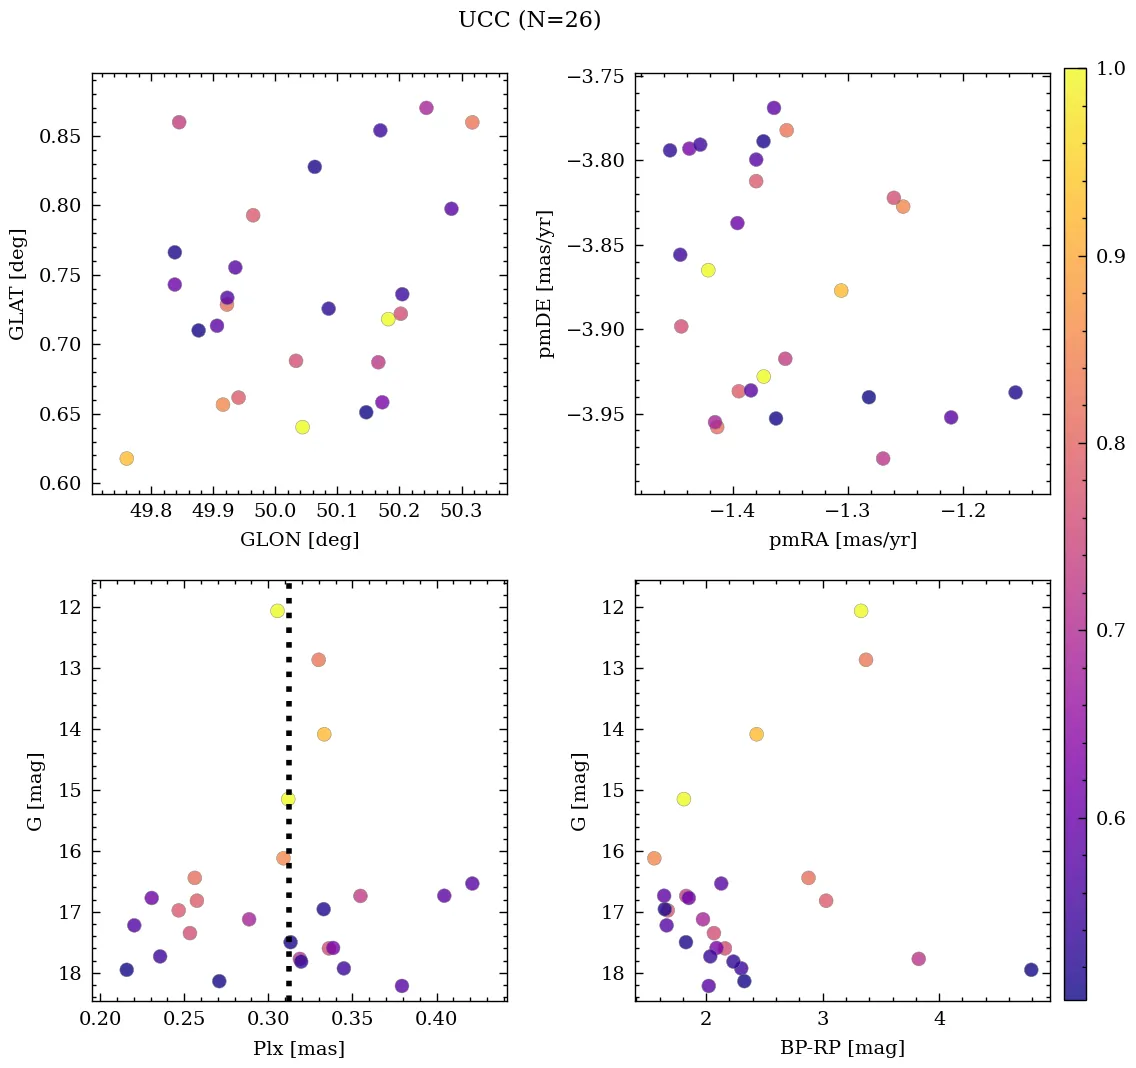 UCC (N=26)
0.85
0.80
0.75
0.70
0.65
0.60
GLAT [deg]
49.8 49.9 50.0 50.1 50.2 50.3
GLON [deg]
−3.75
−3.80
−3.85
−3.90
−3.95
pmDE [mas/yr]
−1.4 −1.3 −1.2
pmRA [mas/yr]
12
13
14
15
16
17
18
G [mag]
0.20 0.25 0.30 0.35 0.40
Plx [mas]
12
13
14
15
16
17
18
G [mag]
2 3 4
BP-RP [mag]
1.0
0.9
0.8
0.7
0.6